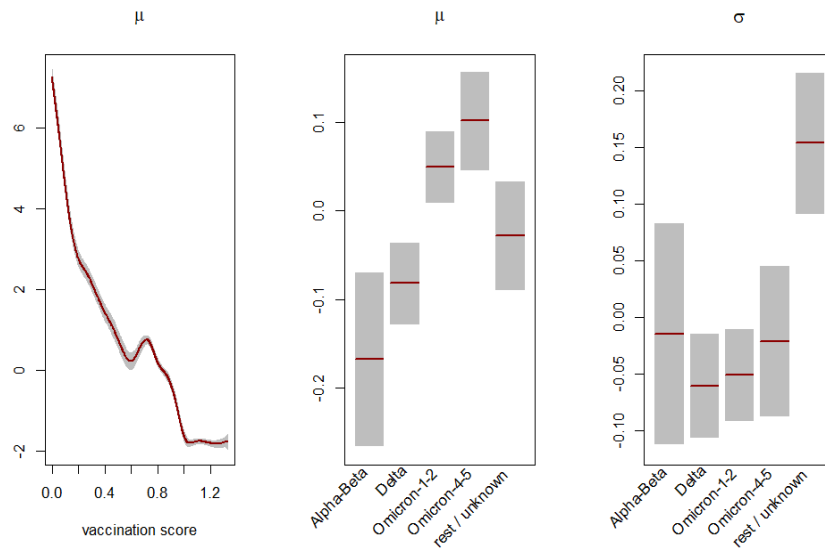 μ
6
4
2
0
-2
0.0
0.4
0.8
1.2
vaccination score
μ
0.1
0.0
-0.1
-0.2
Alpha-Beta
Delta
Omicron-1-2
Omicron-4-5
rest / unknown
σ
0.20
0.15
0.10
0.05
0.00
-0.05
-0.10
Alpha-Beta
Delta
Omicron-1-2
Omicron-4-5
rest / unknown